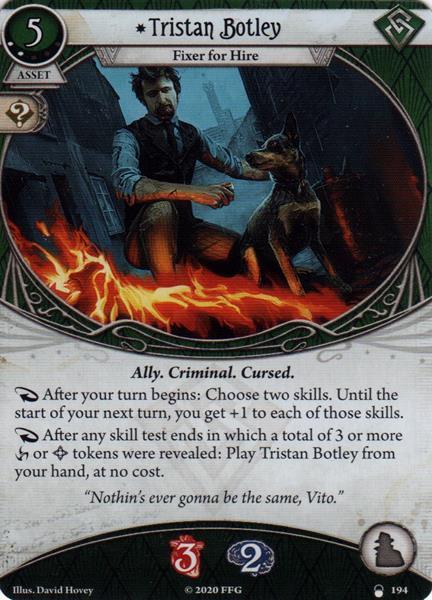 5
ASSET
*Tristan Botley
Fixer for Hire
?
Ally. Criminal. Cursed.
After your turn begins: Choose two skills. Until the
start of your next turn, you get +1 to each of those skills.
After any skill test ends in which a total of 3 or more
or tokens were revealed: Play Tristan Botley from
your hand, at no cost.
“Nothin’s ever gonna be the same, Vito.”
3
2
Illus. David Hovey
© 2020 FFG
194